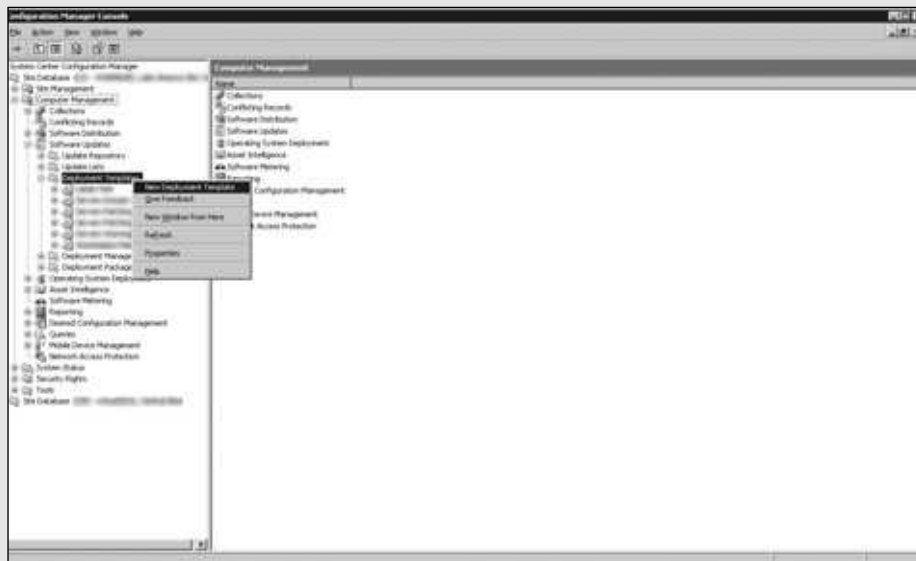 Configuration Manager Console
File Action View Window Help
System Center Configuration Manager
Site Database
Site Management
Computer Management
Collections
Conflicting Records
Software Distribution
Software Updates
Update Repository
Update Lists
Deployment Templates
Deployment Manage
Deployment Package
Operating System Deploy
Asset Intelligence
Software Metering
Reporting
Desired Configuration Management
Queries
Mobile Device Management
Network Access Protection
System Status
Security Rights
Tools
Site Database
New Deployment Template
Give Feedback
New Window from Here
Refresh
Properties
Help
Computer Management
Name
Collections
Conflicting Records
Software Distribution
Software Updates
Operating System Deployment
Asset Intelligence
Software Metering
Reporting
Configuration Management
Device Management
Access Protection